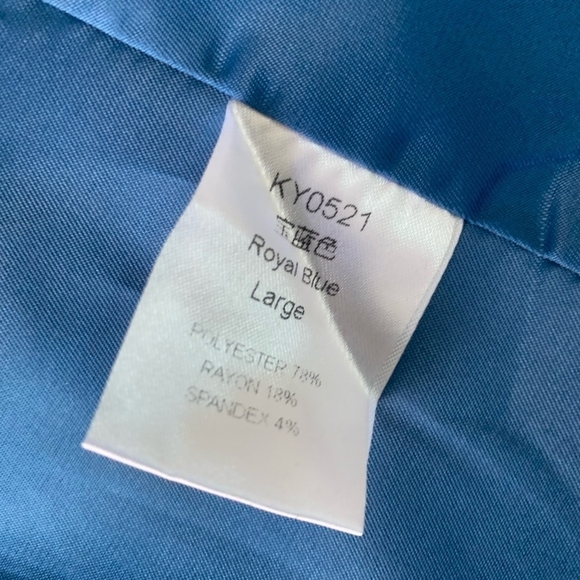 KY0521
宝蓝色
Royal Blue
Large
POLYESTER 78%
RAYON 18%
SPANDEX 4%